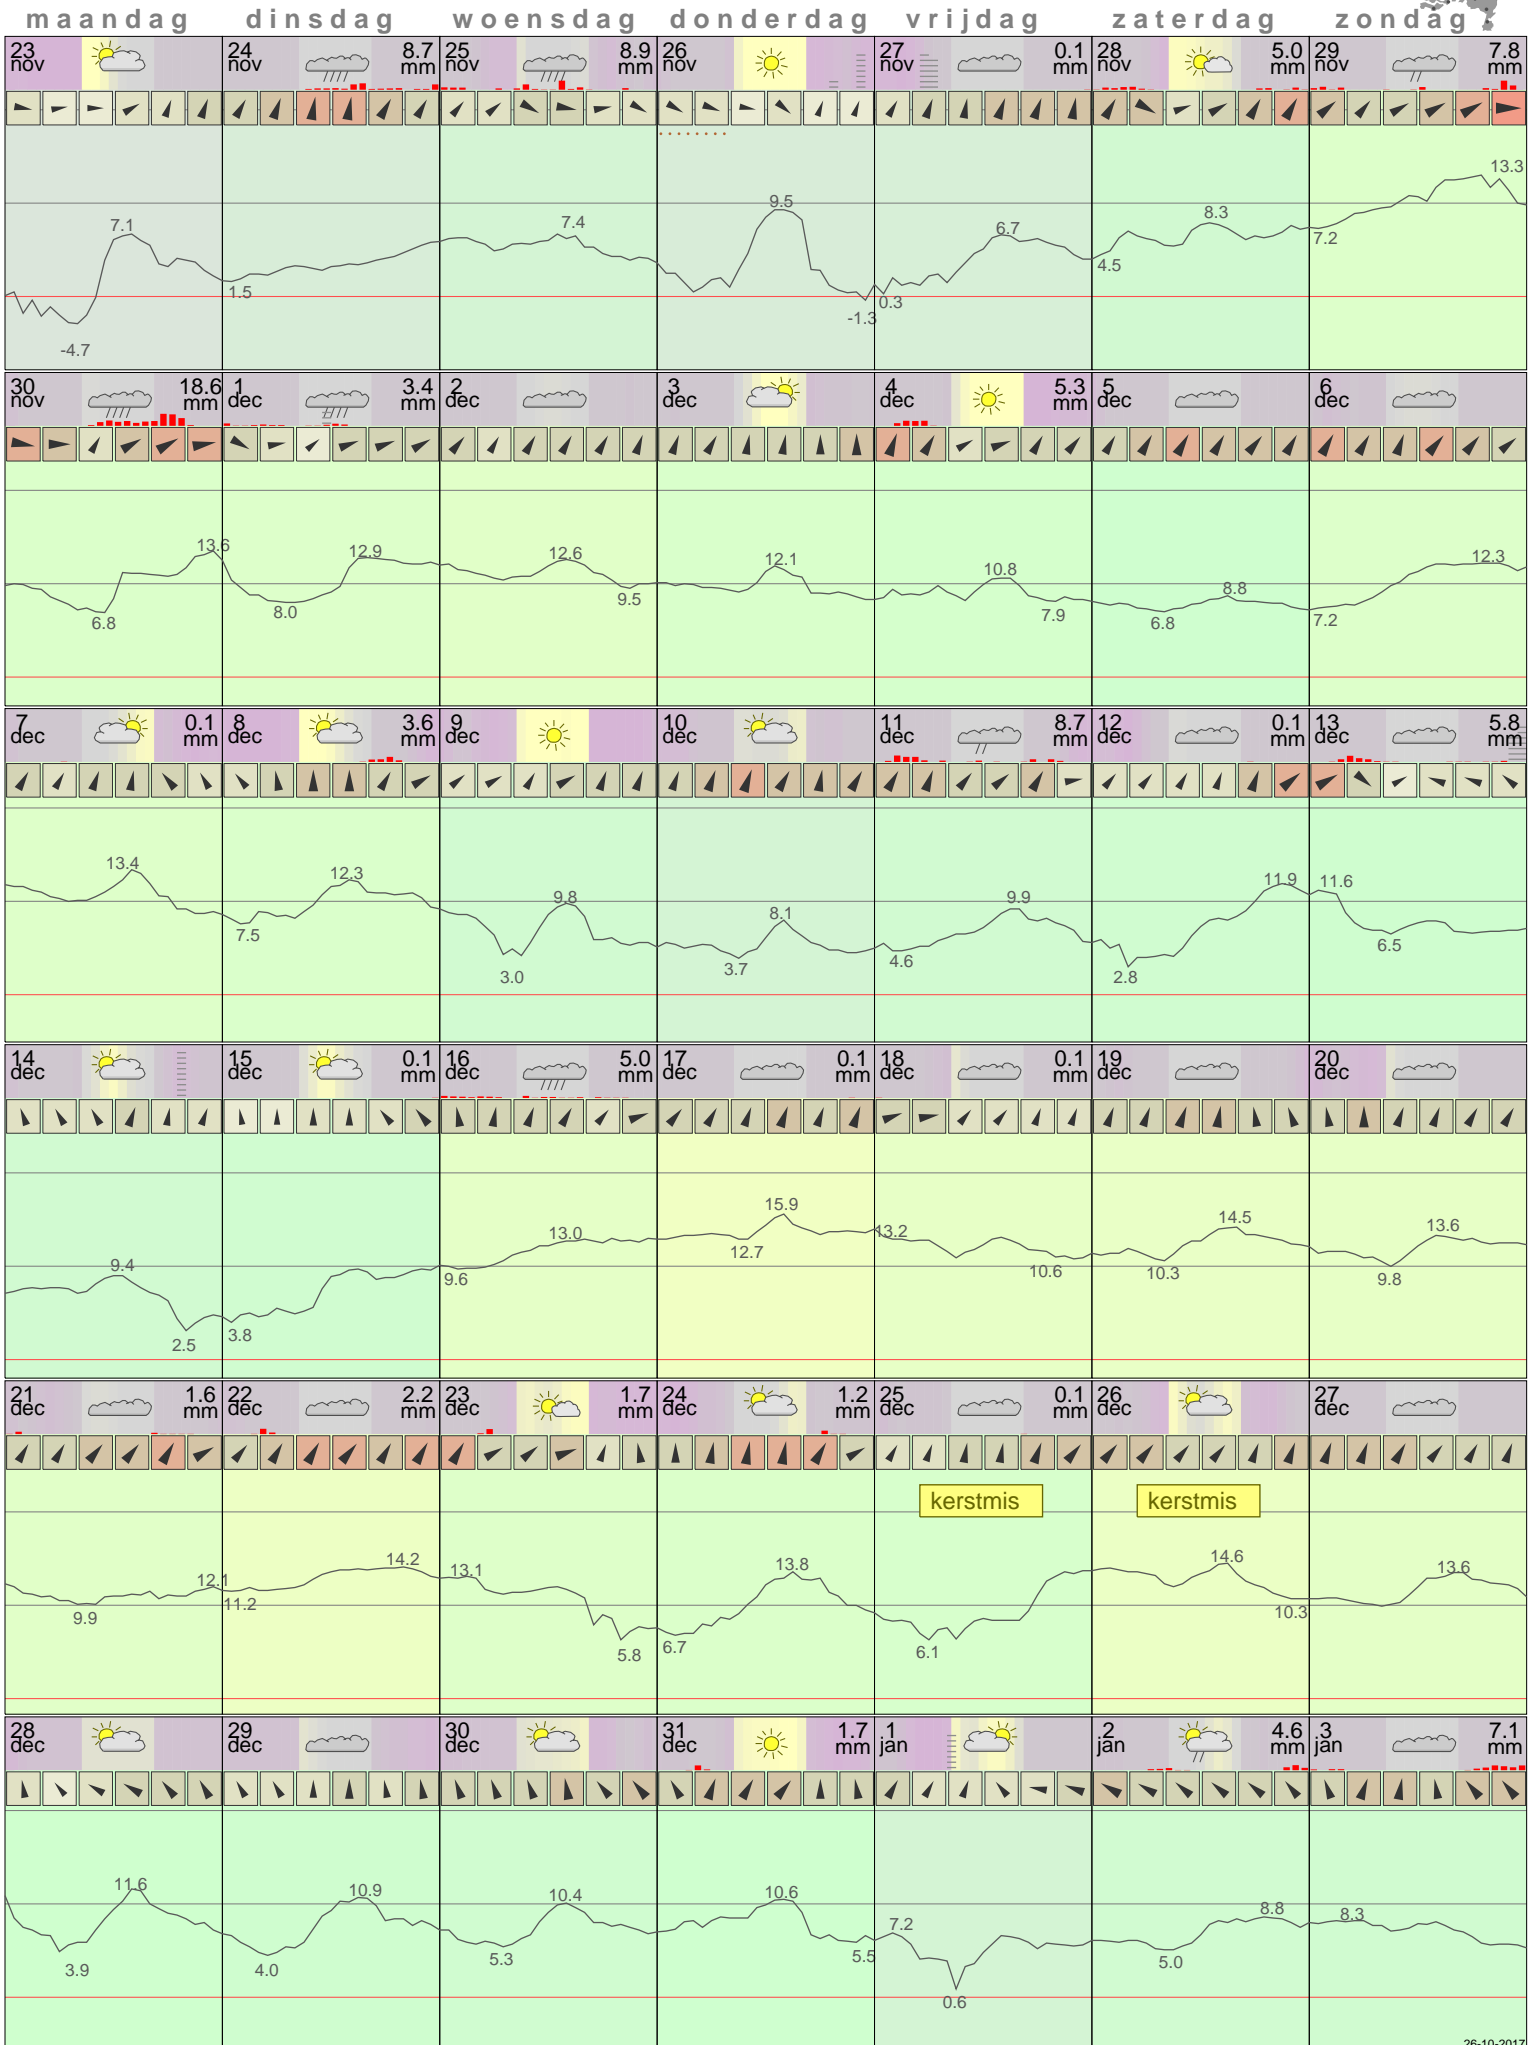 maandag dinsdag woensdag donderdag vrijdag zaterdag zondag
23 24 8.7 25 8.9 26 27 0.1 28 5.0 29 7.8
nov nov mm nov mm nov nov mm nov mm nov mm
13.3
9.5
8.3
7.1 7.4 6.7
7.2
4.5
1.5
0.3
-1.3
-4.7
30 18.6 1 3.4 2 3 4 5.3 5 6
nov mm dec mm dec dec dec mm dec dec
13.6 12.9 12.6 12.1 12.3
10.8
8.8
9.5
6.8 8.0 7.9 6.8 7.2
7 0.1 8 3.6 9 10 11 8.7 12 0.1 13 5.8
dec mm dec mm dec dec dec mm dec mm dec mm
13.4 12.3 11.9 11.6
9.8 9.9
8.1
7.5 6.5
3.0 3.7 4.6 2.8
14 15 0.1 16 5.0 17 0.1 18 0.1 19 20
dec dec mm dec mm dec mm dec mm dec dec
15.9
13.0 13.2 14.5 13.6
12.7
9.4 9.6 10.6 10.3 9.8
2.5 3.8
21 1.6 22 2.2 23 1.7 24 1.2 25 0.1 26 27
dec mm dec mm dec mm dec mm dec mm dec dec
kerstmis kerstmis
14.2 13.1 13.8 14.6 13.6
12.1
9.9 11.2 10.3
5.8 6.7 6.1
28 29 30 31 1.7 1 2 4.6 3 7.1
dec dec dec dec mm jan jan mm jan mm
11.6 10.9 10.4 10.6
7.2 8.8 8.3
3.9 4.0 5.3 5.5 5.0
0.6
26-10-2017